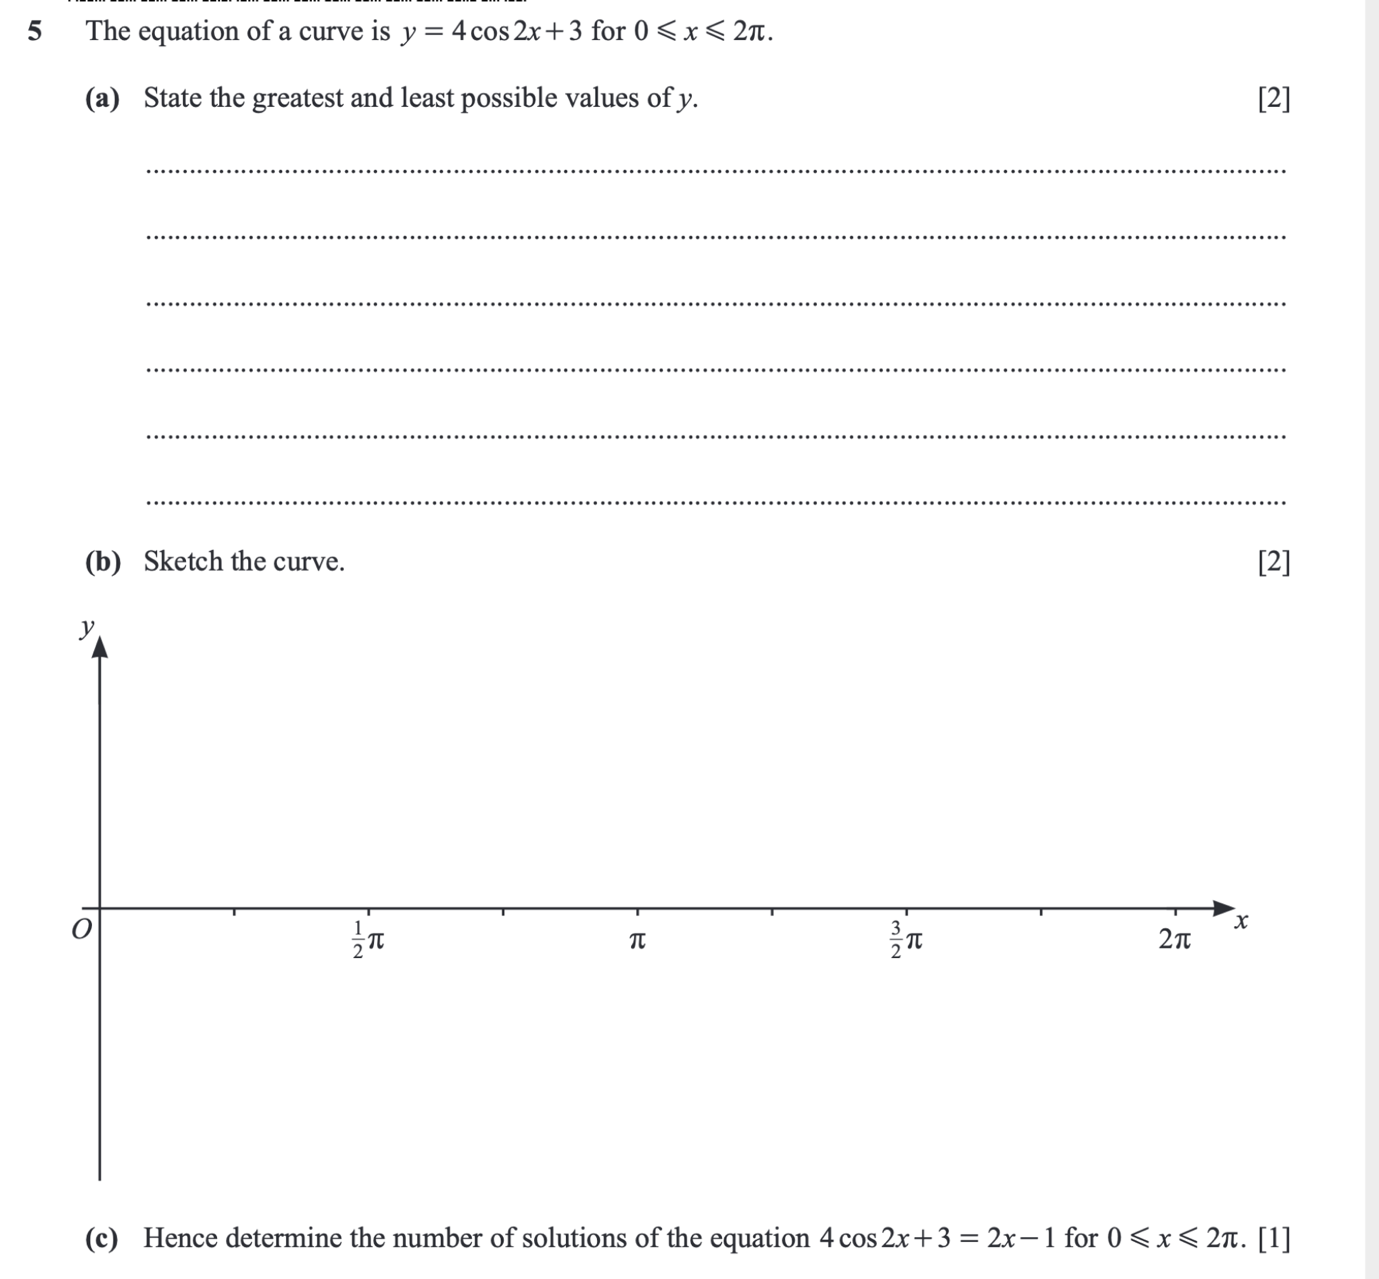 5 The equation of a curve is y = 4 cos 2x + 3 for 0 ⩽ x ⩽ 2π.
(a) State the greatest and least possible values of y. [2]
(b) Sketch the curve. [2]
y
O ½π π 3/2π 2π x
(c) Hence determine the number of solutions of the equation 4 cos 2x + 3 = 2x − 1 for 0 ⩽ x ⩽ 2π. [1]